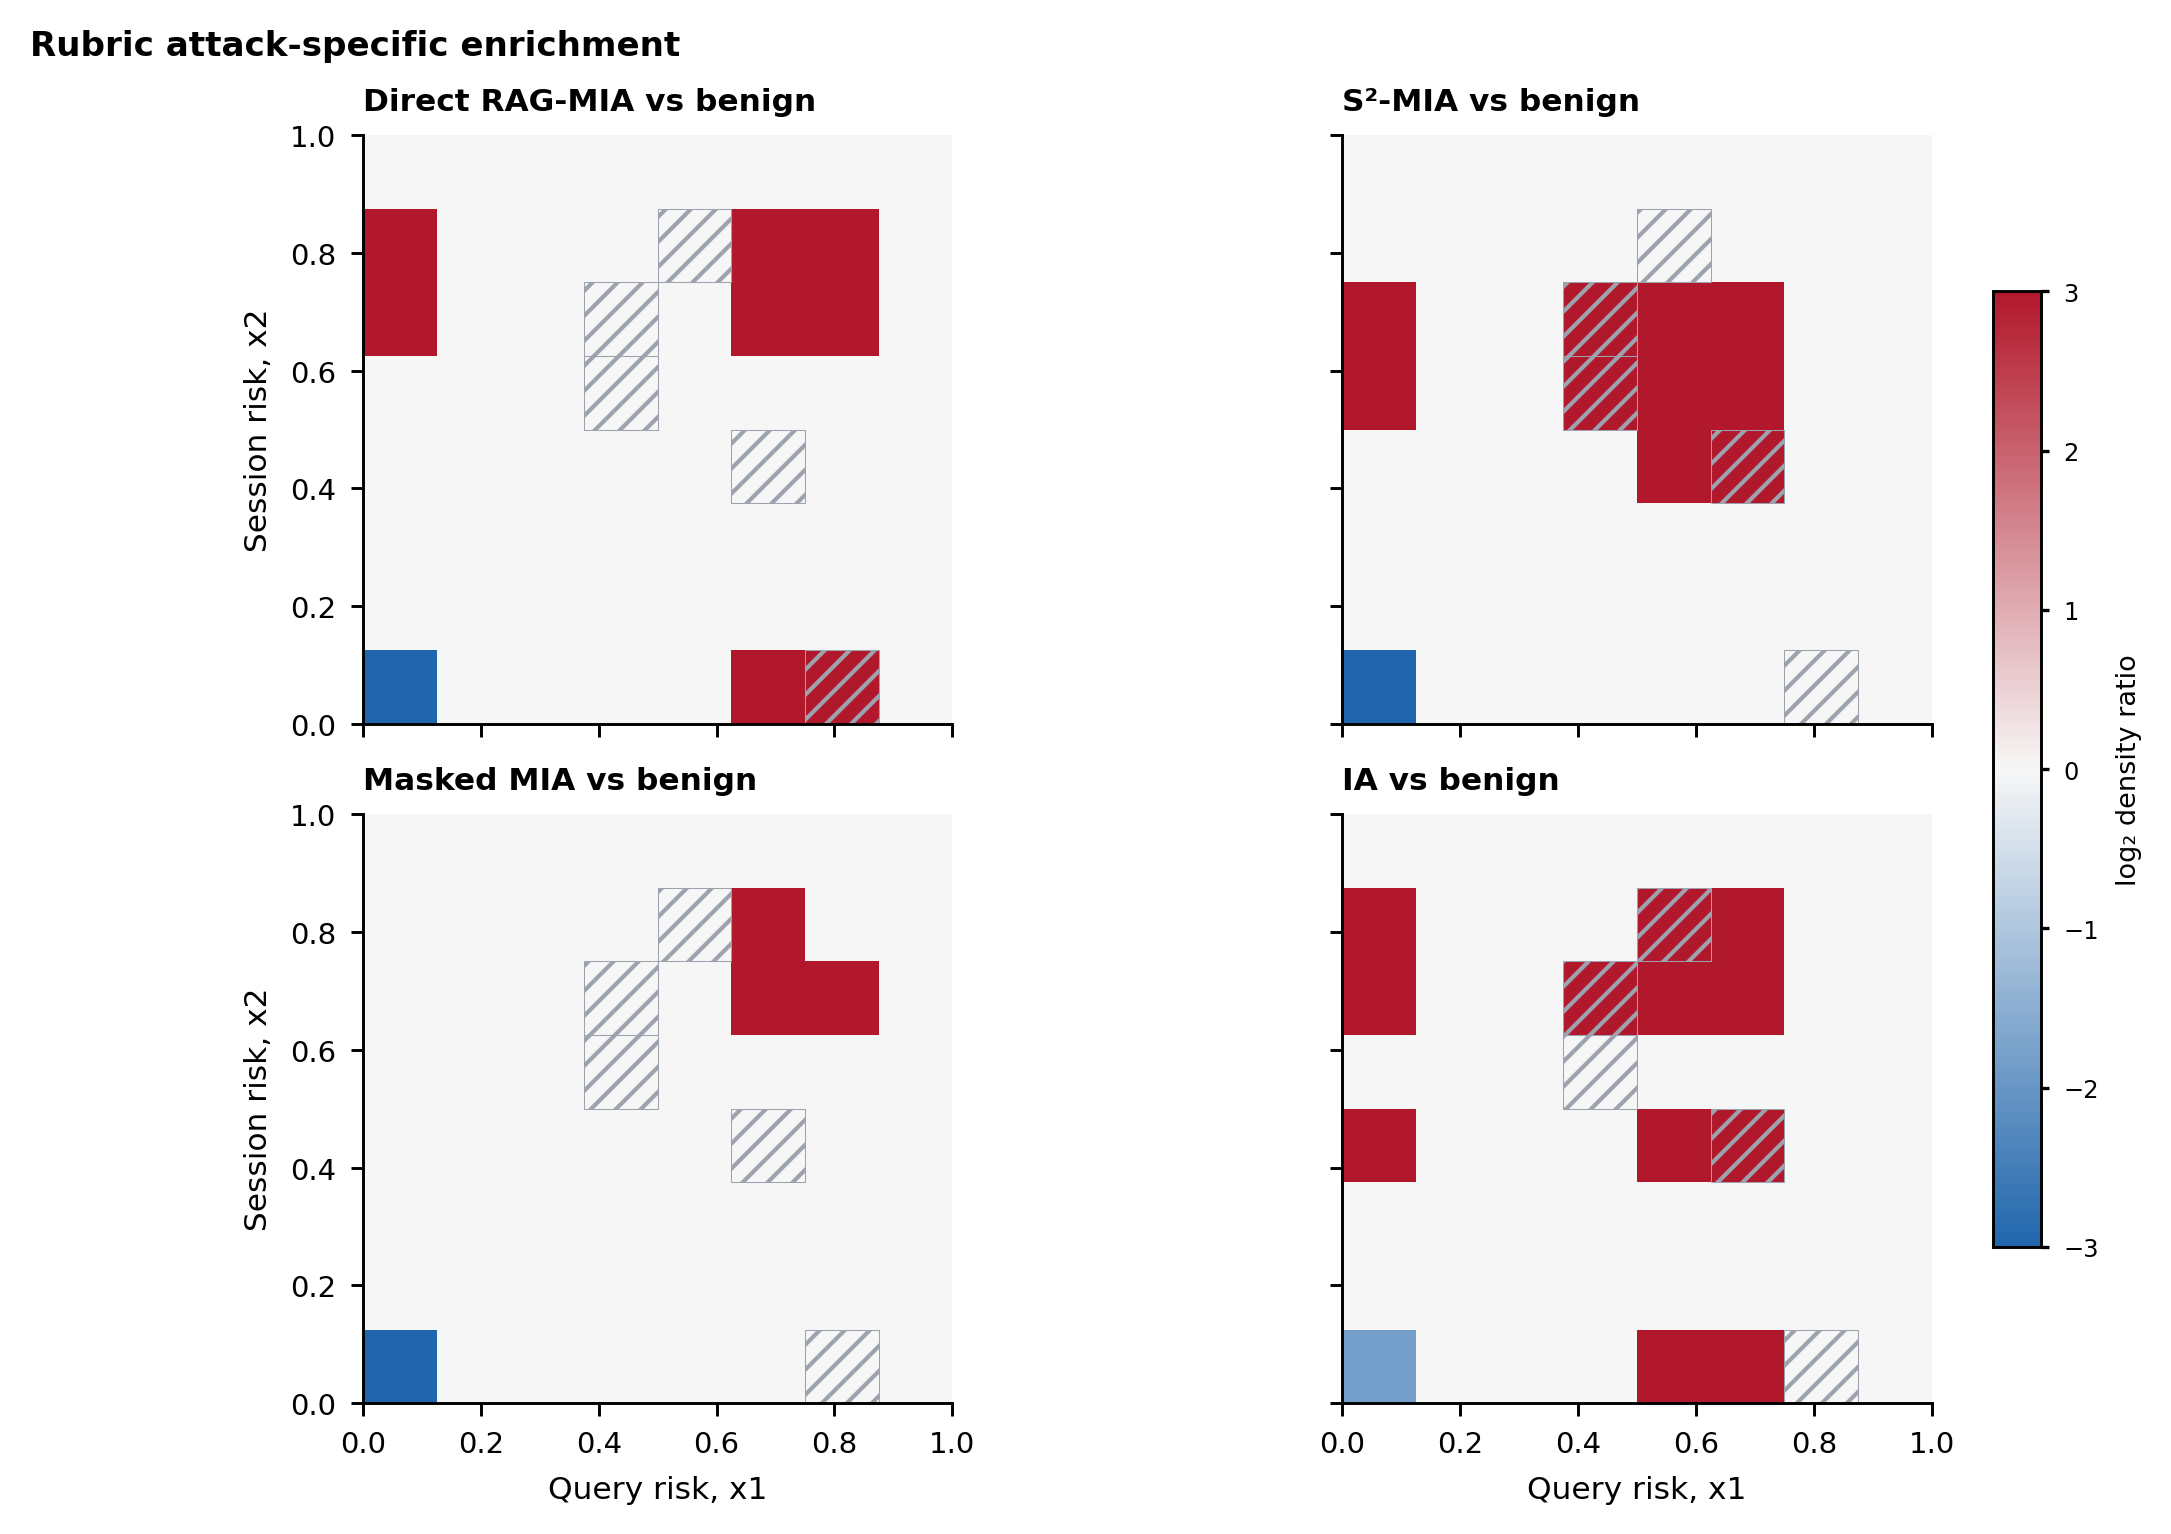 Rubric attack-specific enrichment
Direct RAG-MIA vs benign
1.0
0.8
0.6
0.4
0.2
0.0
Session risk, x2
S²-MIA vs benign
Masked MIA vs benign
1.0
0.8
0.6
0.4
0.2
0.0
Session risk, x2
0.0 0.2 0.4 0.6 0.8 1.0
Query risk, x1
IA vs benign
0.0 0.2 0.4 0.6 0.8 1.0
Query risk, x1
3
2
1
0
−1
−2
−3
log₂ density ratio